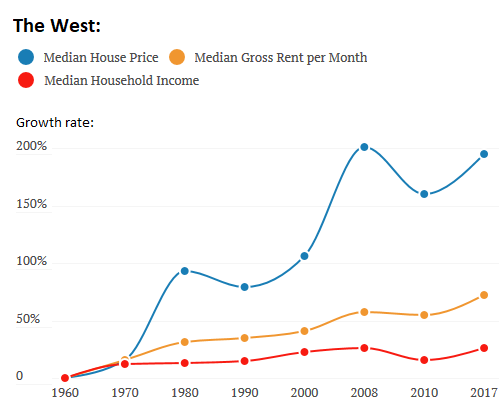 The West:
Median House Price Median Gross Rent per Month
Median Household Income
Growth rate:
200%
150%
100%
50%
0
1960 1970 1980 1990 2000 2008 2010 2017